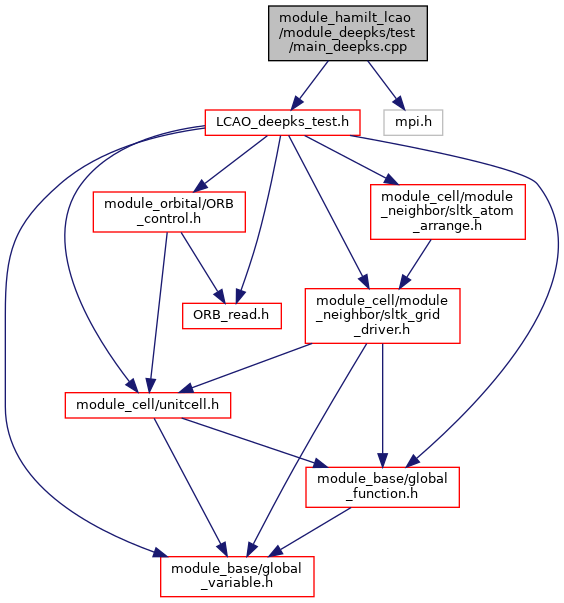 module_hamilt_lcao
/module_deepks/test
/main_deepks.cpp
LCAO_deepks_test.h
mpi.h
module_orbital/ORB
_control.h
module_cell/module
_neighbor/sltk_atom
_arrange.h
ORB_read.h
module_cell/module
_neighbor/sltk_grid
_driver.h
module_cell/unitcell.h
module_base/global
_function.h
module_base/global
_variable.h